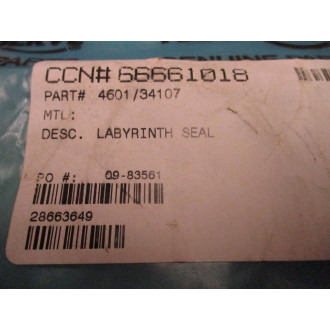 CCN# 66661018
PART# 4601/34107
MTL:
DESC. LABYRINTH SEAL
PO #: 09-83561
28663649